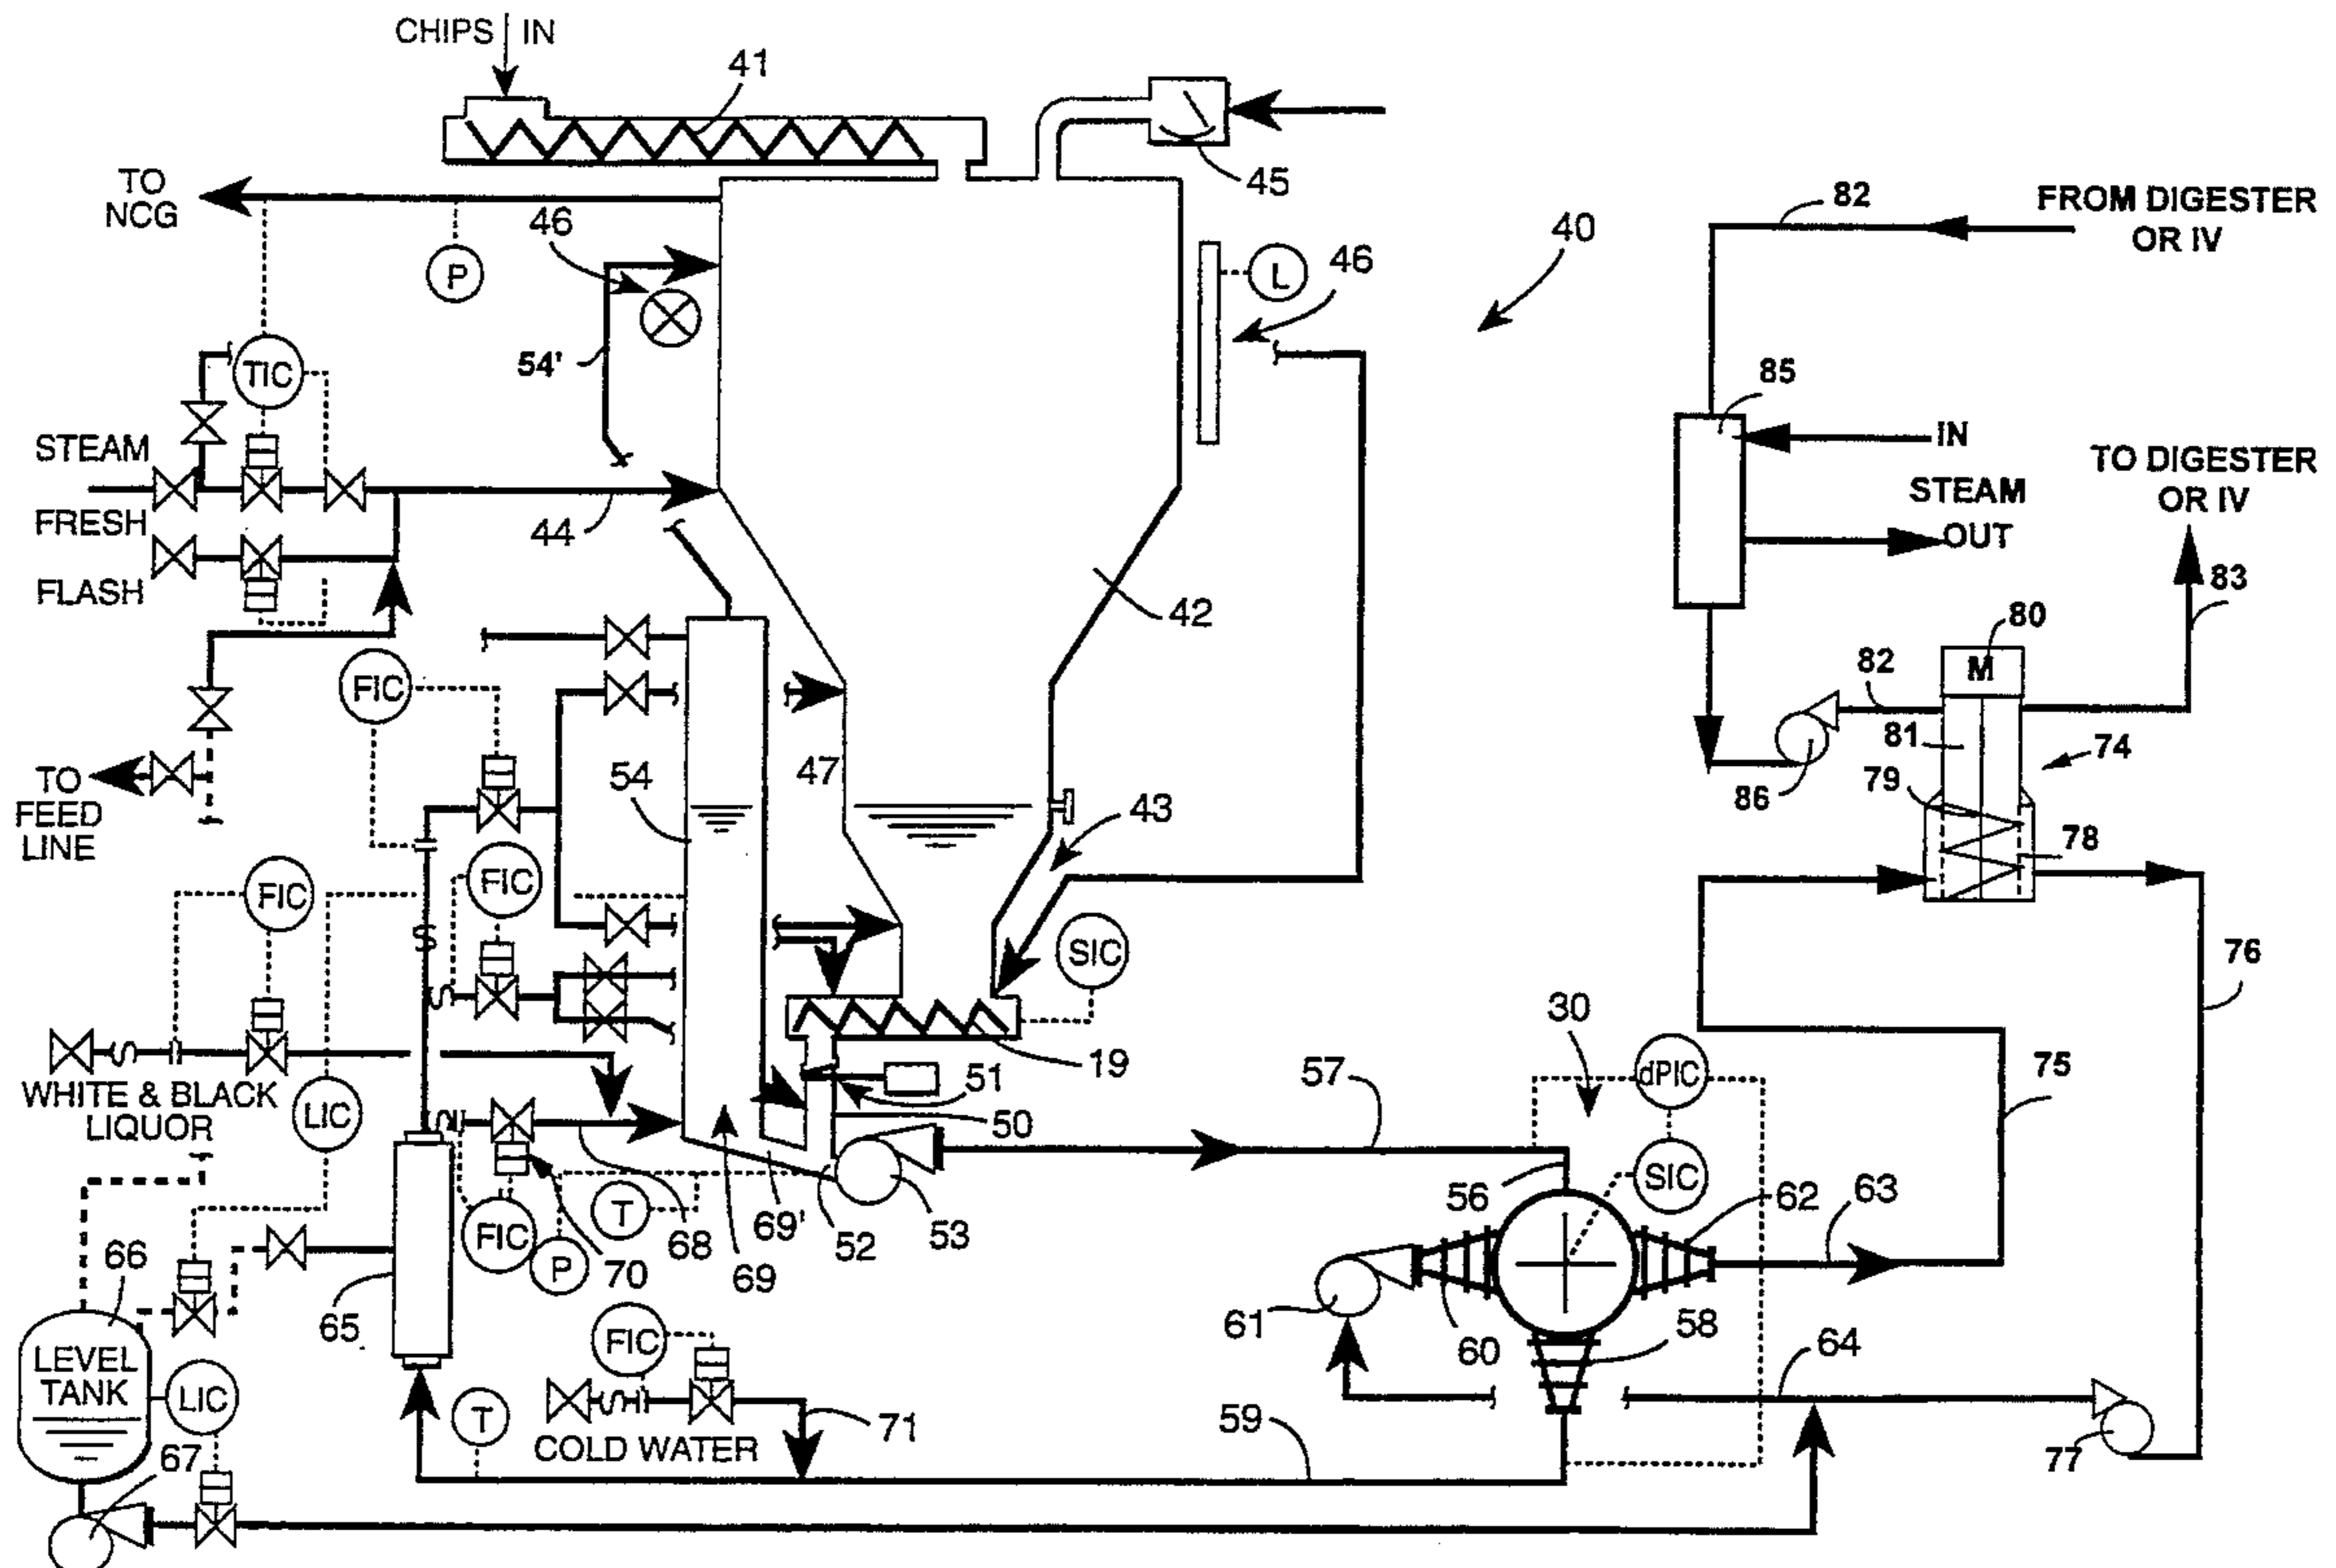 CHIPS IN
41
45
TO
NCG
46
P
L
46
40
82
FROM DIGESTER
OR IV
54'
TIC
85
IN
STEAM
FRESH
FLASH
44
42
STEAM
OUT
TO DIGESTER
OR IV
83
80
M
82
81
74
79
86
78
FIC
47
54
43
TO
FEED
LINE
FIC
FIC
SIC
76
30
19
57
dPIC
75
51
WHITE & BLACK
LIQUOR
LIC
50
SIC
56
62
63
T
FIC
P
70
68
69'
69
52
53
66
65
61
60
58
64
FIC
LEVEL
TANK
LIC
T
71
COLD WATER
59
67
77